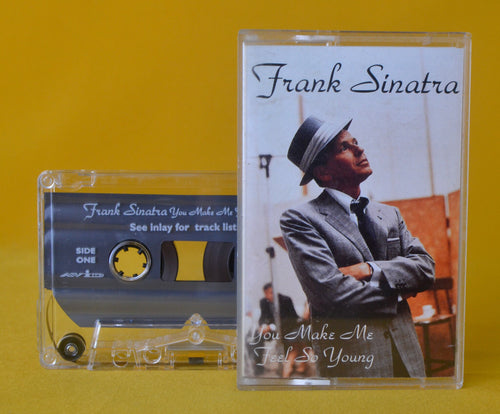 Frank Sinatra
You Make Me
Feel So Young
Frank Sinatra You Make Me
See inlay for track list
SIDE
ONE